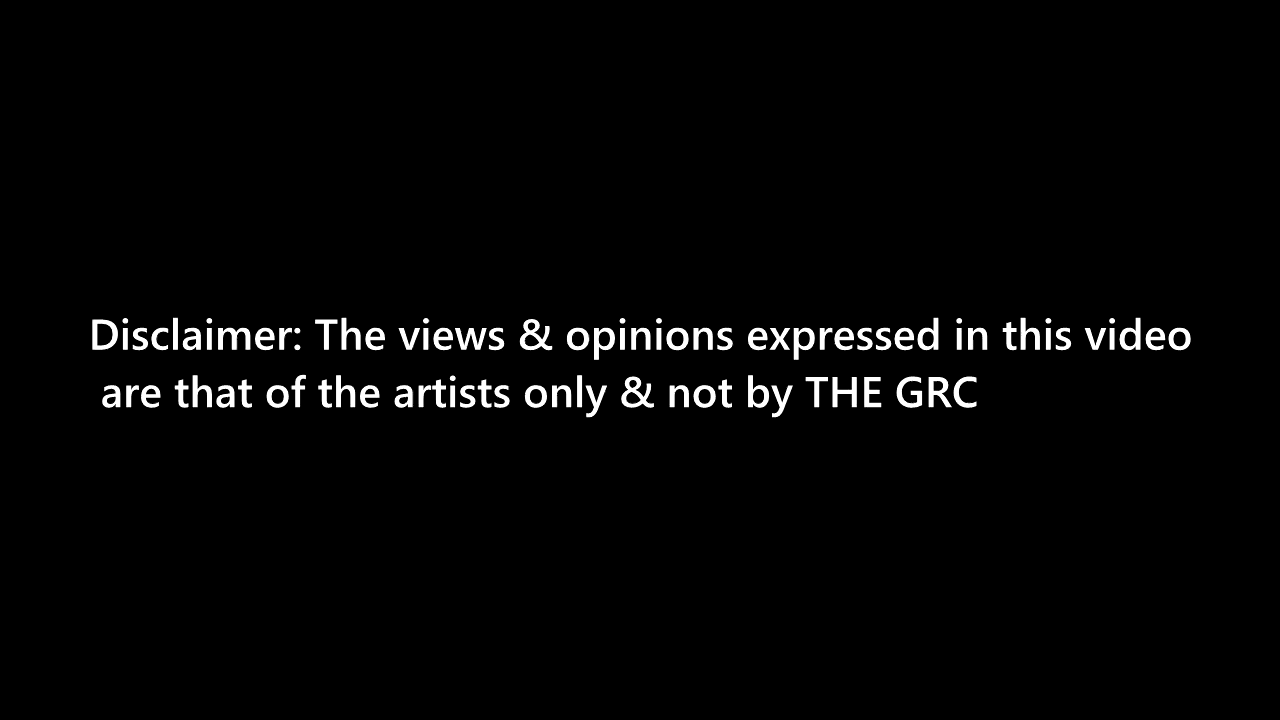 Disclaimer: The views & opinions expressed in this video
are that of the artists only & not by THE GRC